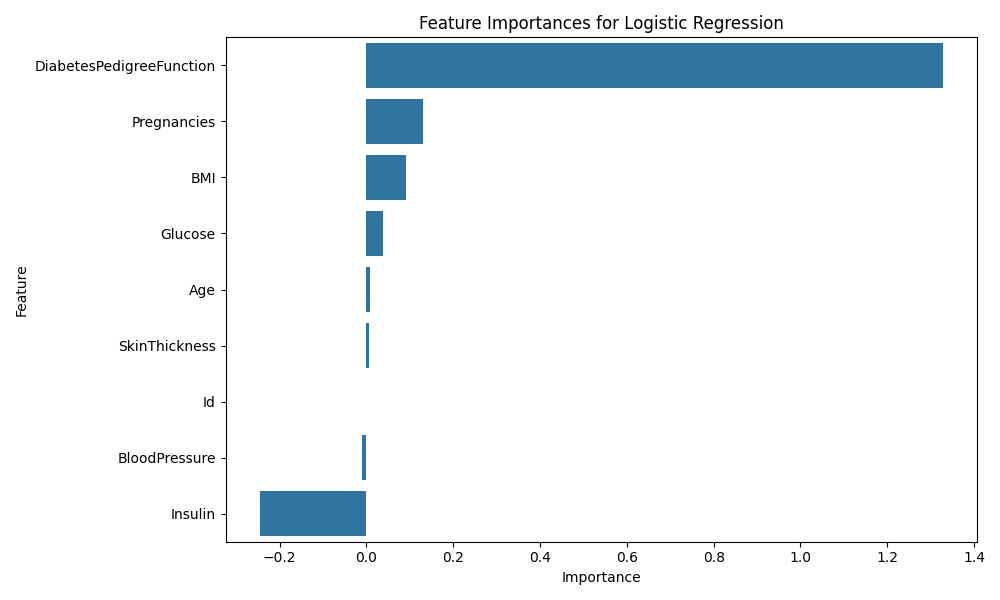 Feature Importances for Logistic Regression
DiabetesPedigreeFunction
Pregnancies
BMI
Glucose
Age
SkinThickness
Id
BloodPressure
Insulin
Feature
−0.2 0.0 0.2 0.4 0.6 0.8 1.0 1.2 1.4
Importance